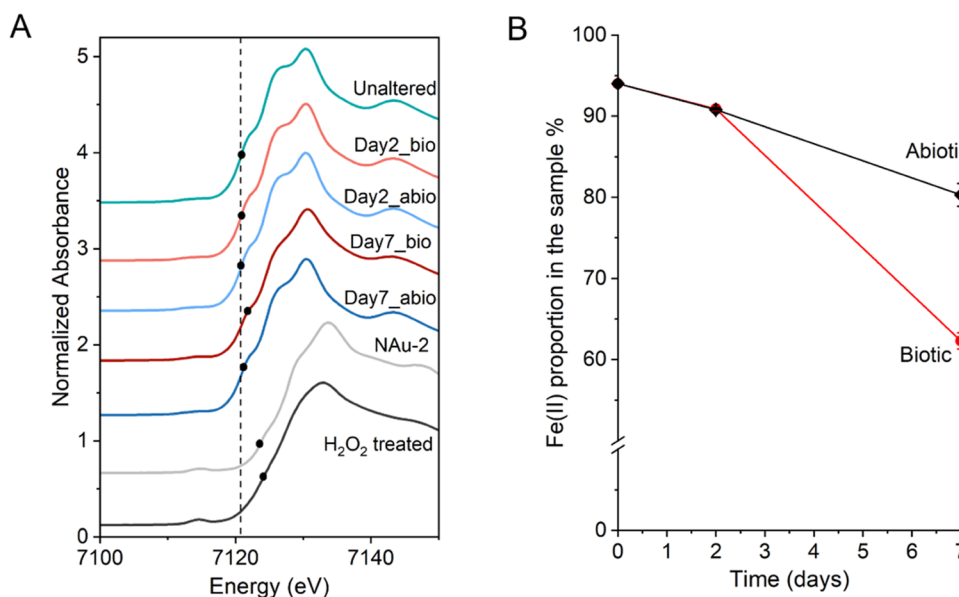 A
5
4
3
2
1
0
Normalized Absorbance
Unaltered
Day2_bio
Day2_abio
Day7_bio
Day7_abio
NAu-2
H₂O₂ treated
7100 7120 7140
Energy (eV)
B
100
90
80
70
60
0
Fe(II) proportion in the sample %
Abioti
Biotic
0 1 2 3 4 5 6 7
Time (days)